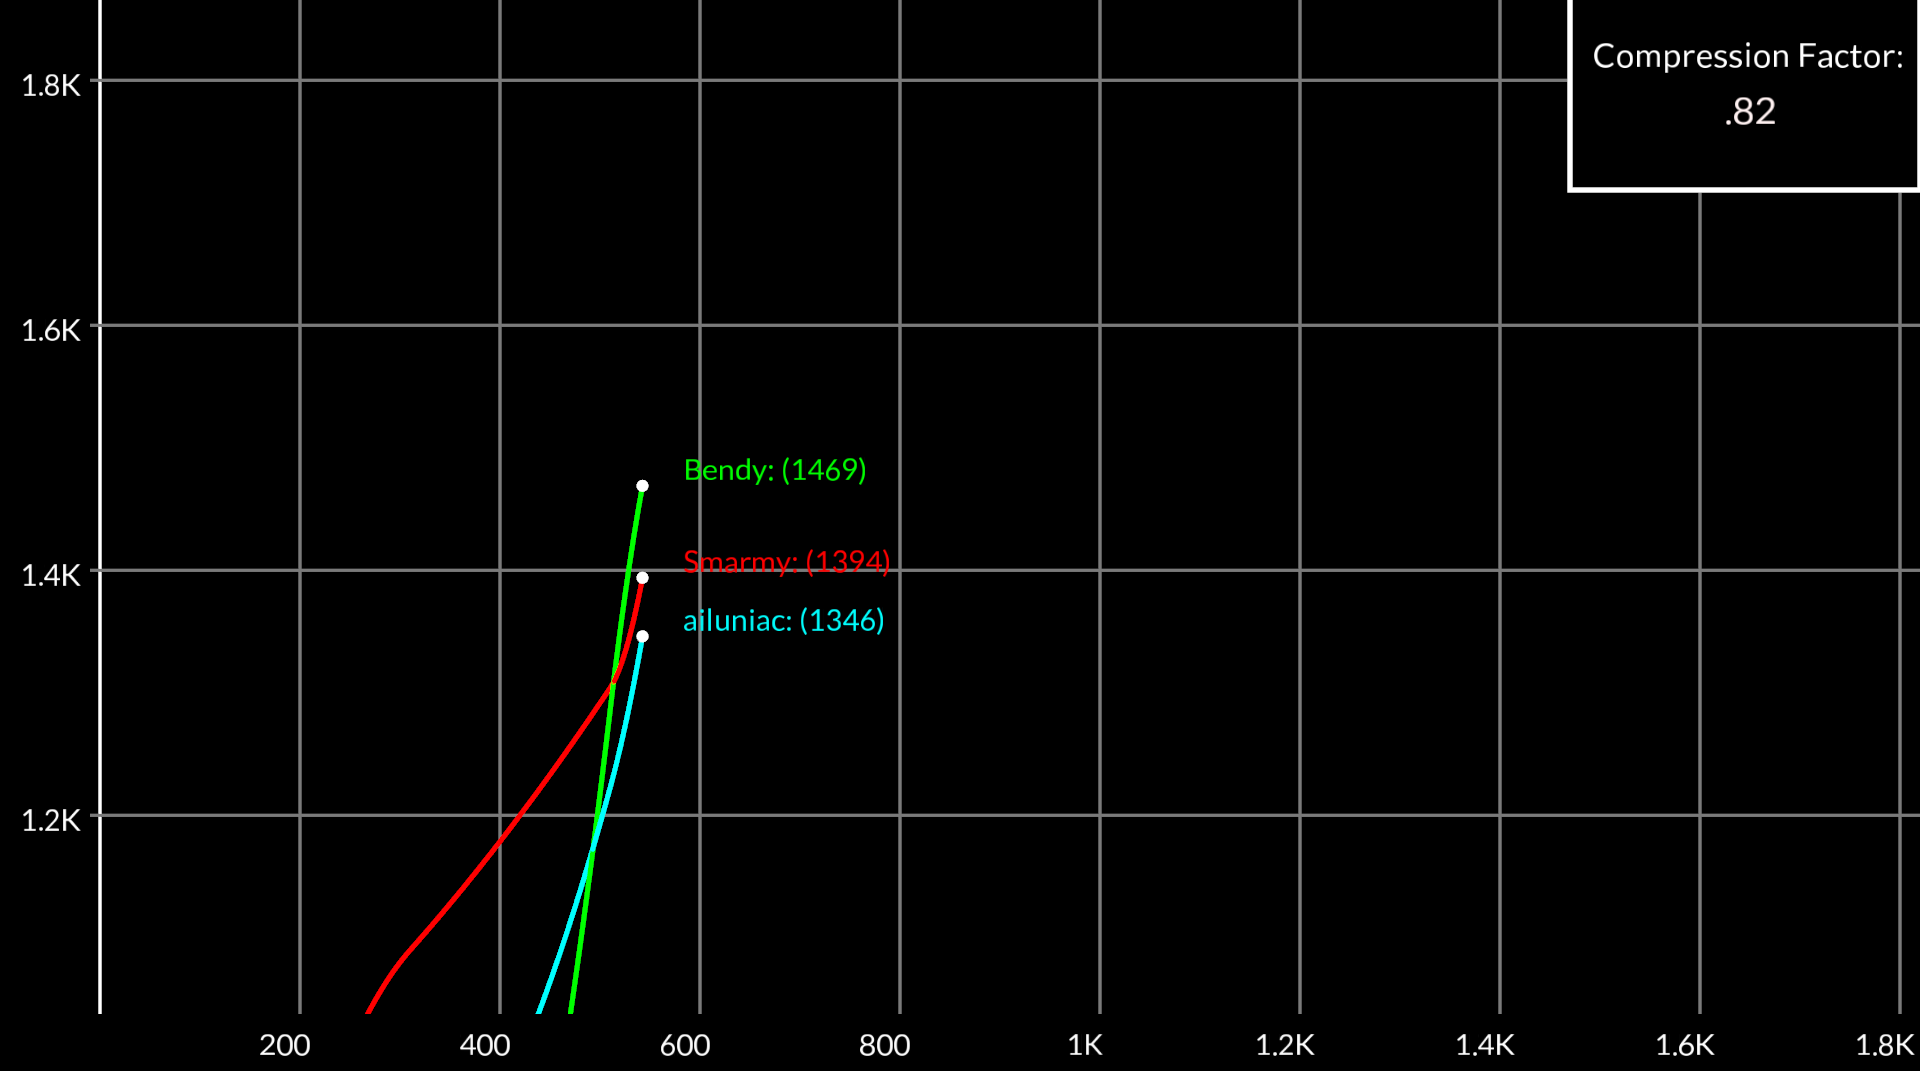 Compression Factor:
.82
1.8K
1.6K
1.4K
1.2K
Bendy: (1469)
Smarmy: (1394)
ailuniac: (1346)
200 400 600 800 1K 1.2K 1.4K 1.6K 1.8K